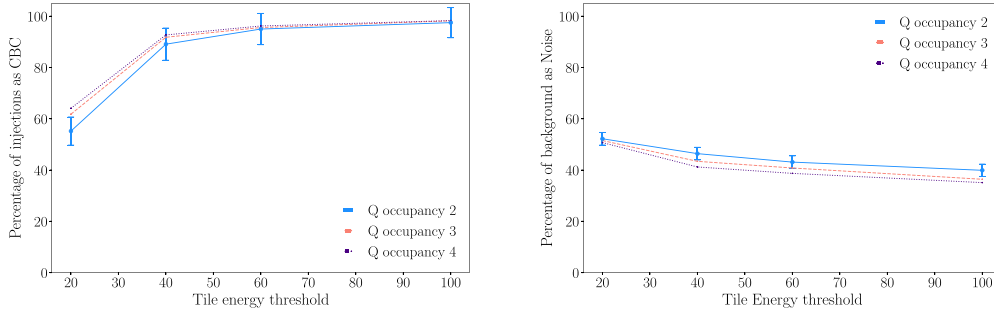 Percentage of injections as CBC
100
80
60
40
20
0
20 30 40 50 60 70 80 90 100
Tile energy threshold
Q occupancy 2
Q occupancy 3
Q occupancy 4
Percentage of background as Noise
100
80
60
40
20
0
20 30 40 50 60 70 80 90 100
Tile Energy threshold
Q occupancy 2
Q occupancy 3
Q occupancy 4